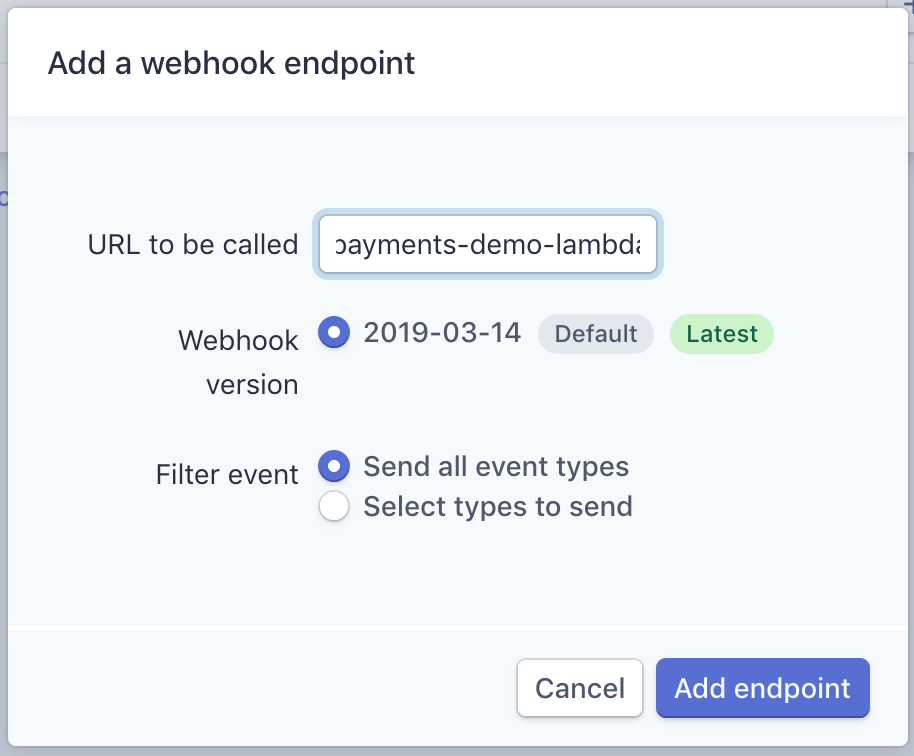 Add a webhook endpoint
URL to be called payments-demo-lambda
Webhook version 2019-03-14 Default Latest
Filter event Send all event types
Select types to send
Cancel Add endpoint